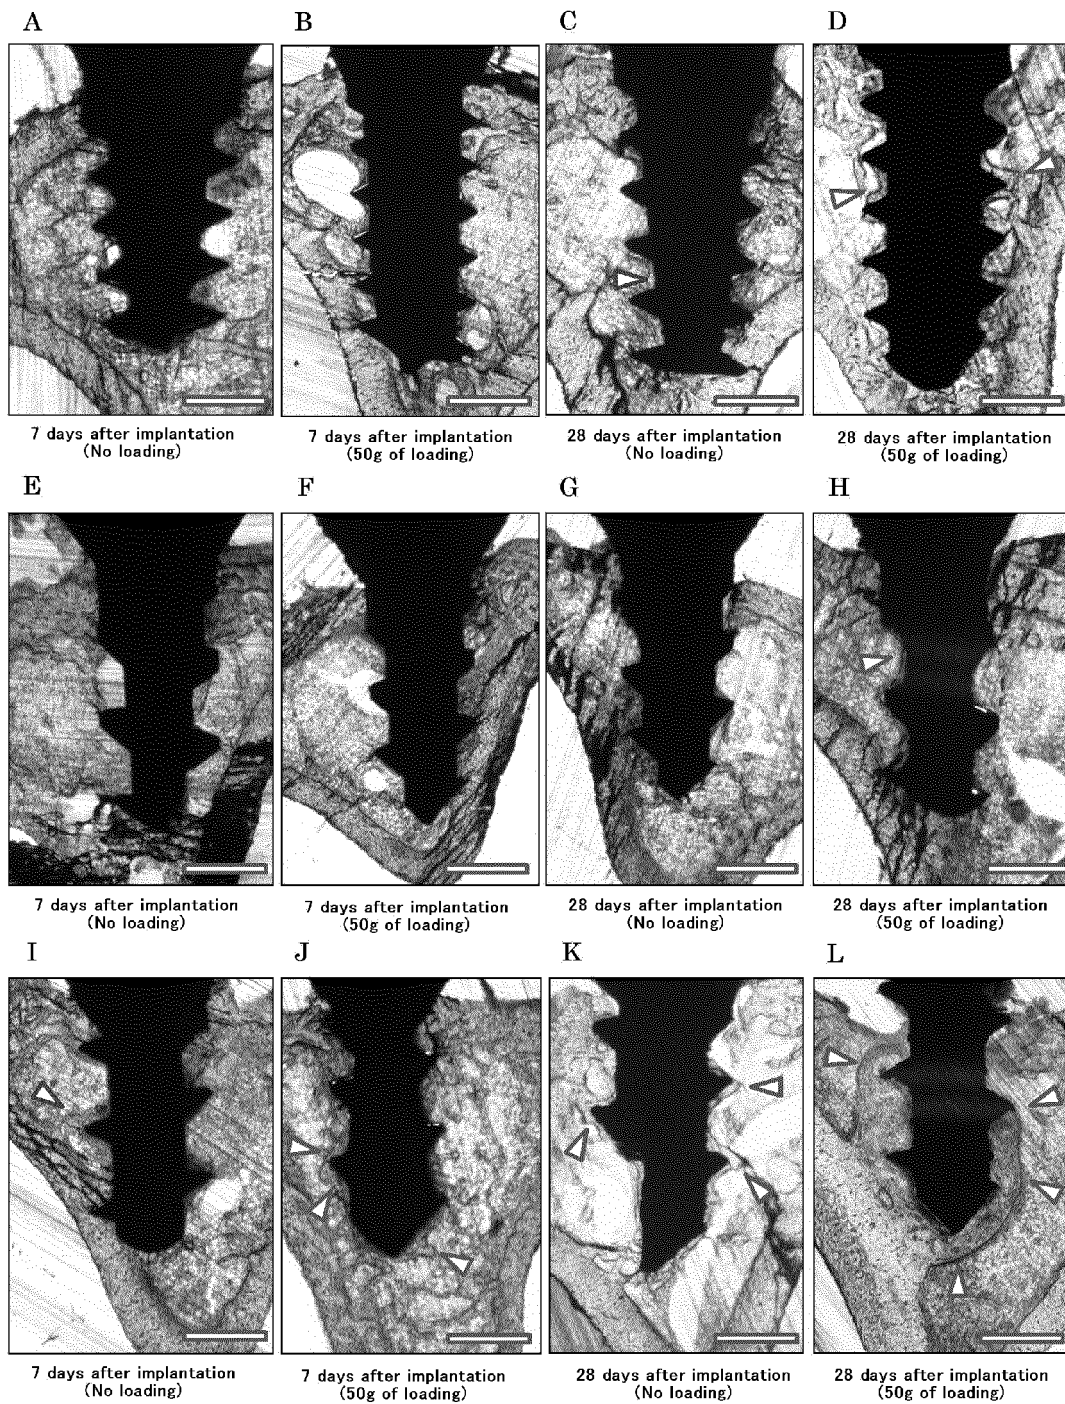 A B C D
7 days after implantation
(No loading)
7 days after implantation
(50g of loading)
28 days after implantation
(No loading)
28 days after implantation
(50g of loading)
E F G H
7 days after implantation
(No loading)
7 days after implantation
(50g of loading)
28 days after implantation
(No loading)
28 days after implantation
(50g of loading)
I J K L
7 days after implantation
(No loading)
7 days after implantation
(50g of loading)
28 days after implantation
(No loading)
28 days after implantation
(50g of loading)